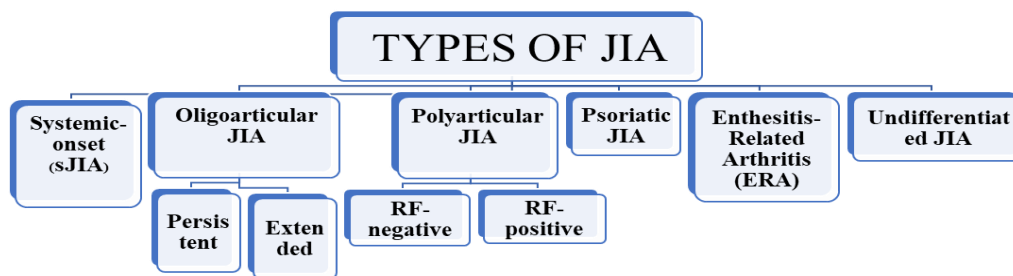 TYPES OF JIA
Systemic-
onset
(sJIA)
Oligoarticular
JIA
Polyarticular
JIA
Psoriatic
JIA
Enthesitis-
Related
Arthritis
(ERA)
Undifferentiat
ed JIA
Persis
tent
Exten
ded
RF-
negative
RF-
positive